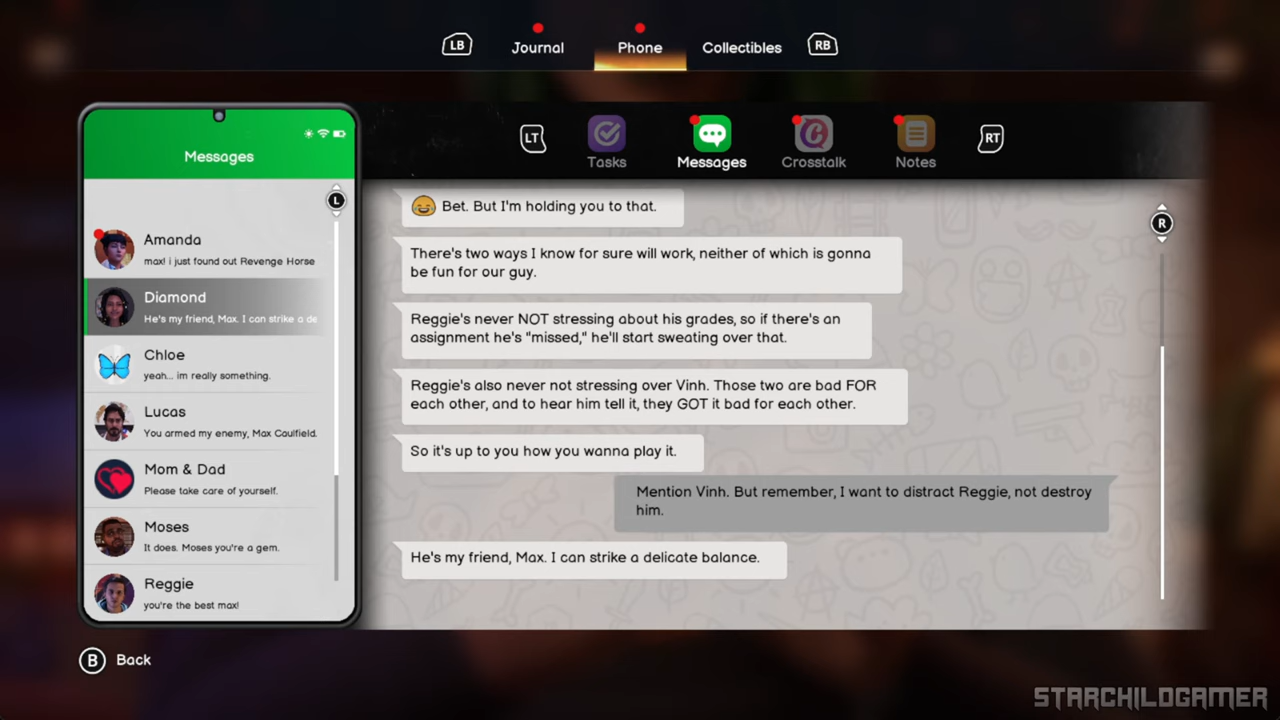 LB
Journal
Phone
Collectibles
RB
Messages
L
Amanda
max! i just found out Revenge Horse
Diamond
He's my friend, Max. I can strike a de
Chloe
yeah... im really something.
Lucas
You armed my enemy, Max Caulfield.
Mom & Dad
Please take care of yourself.
Moses
It does. Moses you're a gem.
Reggie
you're the best max!
LT
Tasks
Messages
Crosstalk
Notes
RT
Bet. But I'm holding you to that.
There's two ways I know for sure will work, neither of which is gonna
be fun for our guy.
Reggie's never NOT stressing about his grades, so if there's an
assignment he's "missed," he'll start sweating over that.
Reggie's also never not stressing over Vinh. Those two are bad FOR
each other, and to hear him tell it, they GOT it bad for each other.
So it's up to you how you wanna play it.
Mention Vinh. But remember, I want to distract Reggie, not destroy
him.
He's my friend, Max. I can strike a delicate balance.
R
B Back
STARCHILDGAMER